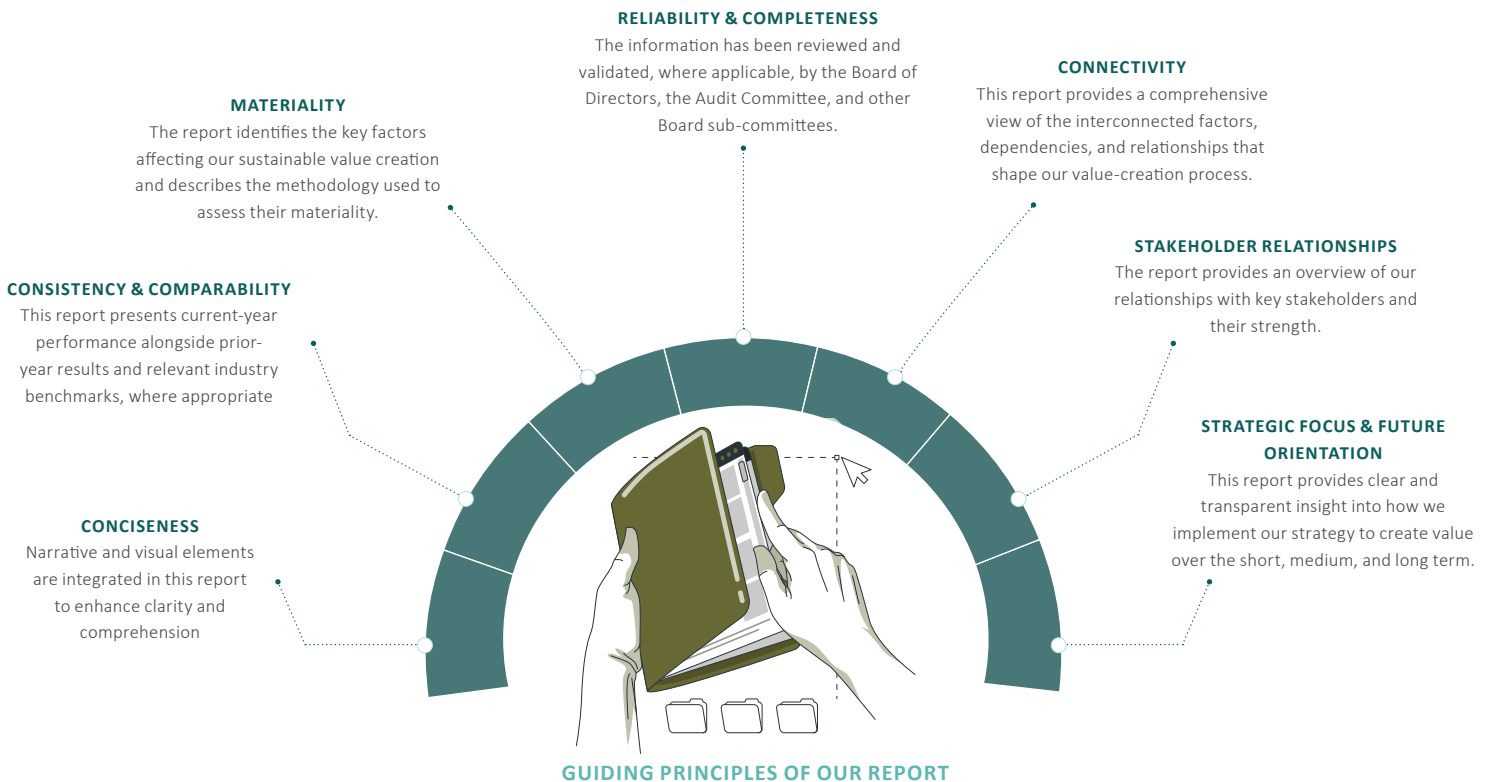 RELIABILITY & COMPLETENESS
The information has been reviewed and
validated, where applicable, by the Board of
Directors, the Audit Committee, and other
Board sub-committees.
CONNECTIVITY
This report provides a comprehensive
view of the interconnected factors,
dependencies, and relationships that
shape our value-creation process.
MATERIALITY
The report identifies the key factors
affecting our sustainable value creation
and describes the methodology used to
assess their materiality.
STAKEHOLDER RELATIONSHIPS
The report provides an overview of our
relationships with key stakeholders and
their strength.
CONSISTENCY & COMPARABILITY
This report presents current-year
performance alongside prior-
year results and relevant industry
benchmarks, where appropriate
STRATEGIC FOCUS & FUTURE
ORIENTATION
This report provides clear and
transparent insight into how we
implement our strategy to create value
over the short, medium, and long term.
CONCISENESS
Narrative and visual elements
are integrated in this report
to enhance clarity and
comprehension
GUIDING PRINCIPLES OF OUR REPORT